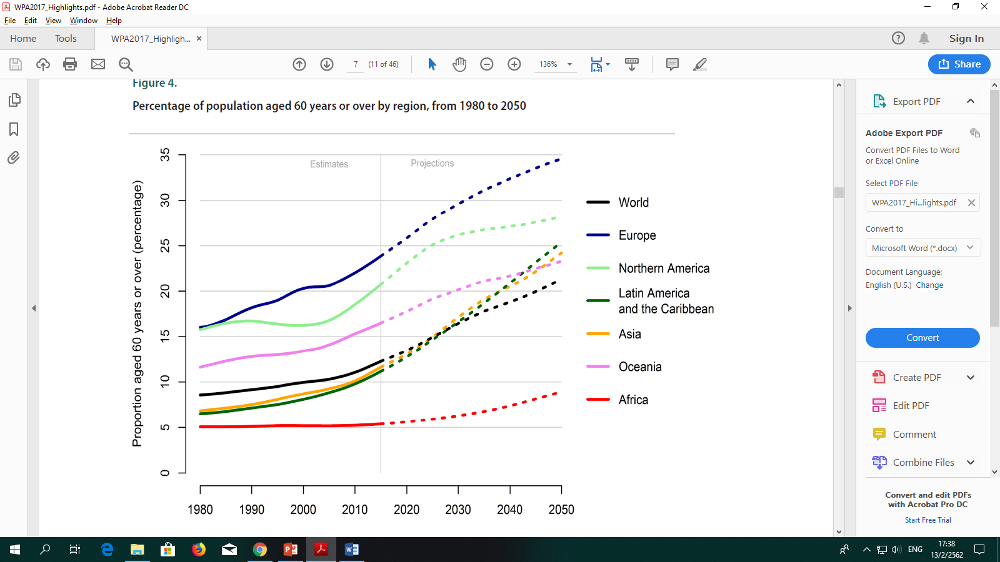 WPA2017_Highlights.pdf - Adobe Acrobat Reader DC
File Edit View Window Help
Home Tools WPA2017_Highligh... ×
Sign In
7 (11 of 46) 136%
Share
Figure 4.
Percentage of population aged 60 years or over by region, from 1980 to 2050
Proportion aged 60 years or over (percentage)
35
30
25
20
15
10
5
0
Estimates Projections
1980 1990 2000 2010 2020 2030 2040 2050
World
Europe
Northern America
Latin America
and the Caribbean
Asia
Oceania
Africa
Export PDF
Adobe Export PDF
Convert PDF Files to Word
or Excel Online
Select PDF File
WPA2017_Hi...lights.pdf
Convert to
Microsoft Word (*.docx)
Document Language:
English (U.S.) Change
Convert
Create PDF
Edit PDF
Comment
Combine Files
Convert and edit PDFs
with Acrobat Pro DC
Start Free Trial
ENG
17:38
13/2/2562